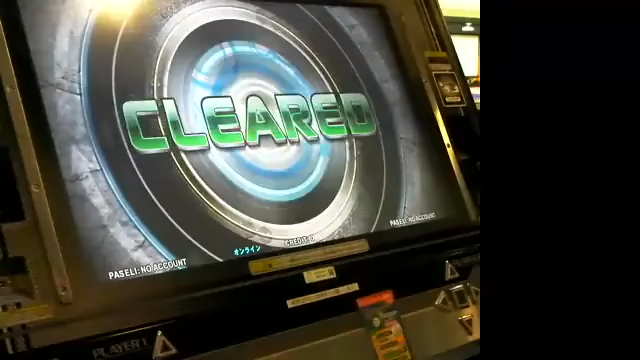 CLEARED
PASELI: NO ACCOUNT
オンライン
CREDIT: 0
PASELI: NO ACCOUNT
PLAYER 1